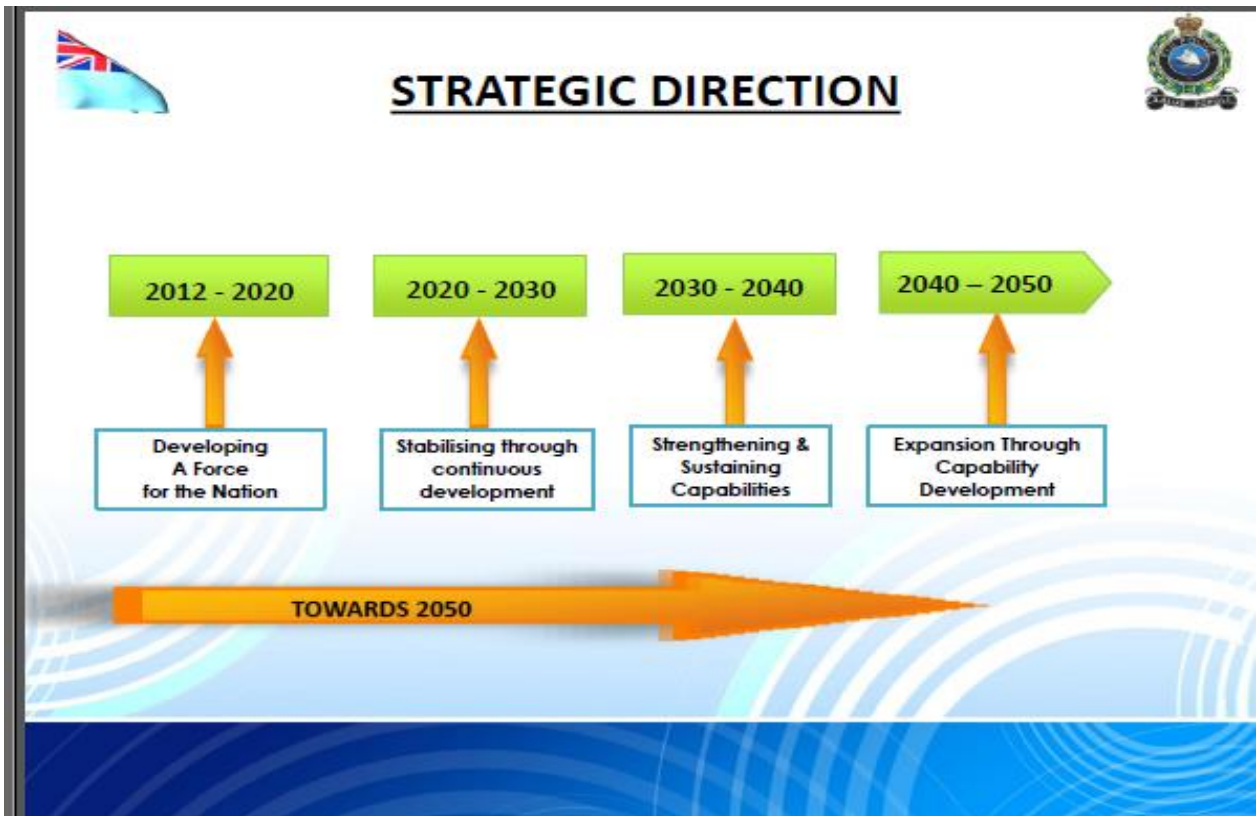 STRATEGIC DIRECTION
2012 - 2020
2020 - 2030
2030 - 2040
2040 – 2050
Developing
A Force
for the Nation
Stabilising through
continuous
development
Strengthening &
Sustaining
Capabilities
Expansion Through
Capability
Development
TOWARDS 2050